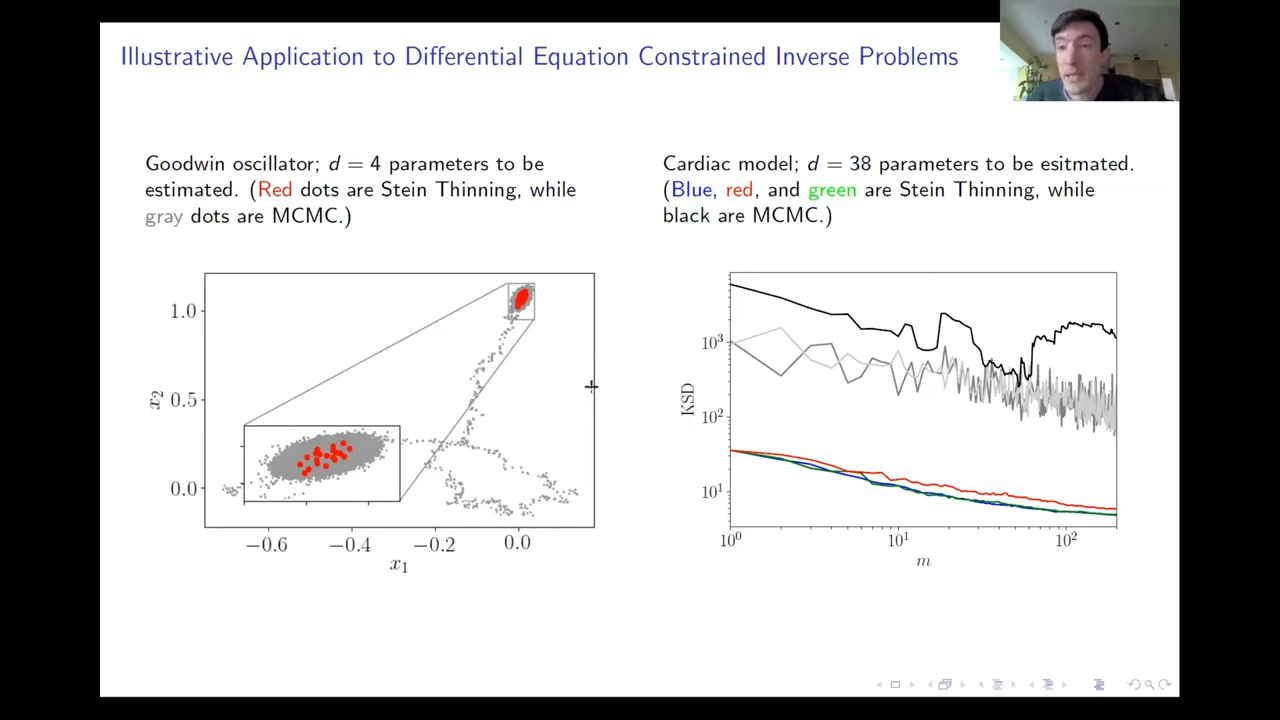 Illustrative Application to Differential Equation Constrained Inverse Problems
Goodwin oscillator; d = 4 parameters to be
estimated. (Red dots are Stein Thinning, while
gray dots are MCMC.)
1.0
0.5
0.0
x₂
−0.6
−0.4
−0.2
0.0
x₁
Cardiac model; d = 38 parameters to be esitmated.
(Blue, red, and green are Stein Thinning, while
black are MCMC.)
10³
10²
10¹
KSD
10⁰
10¹
10²
m